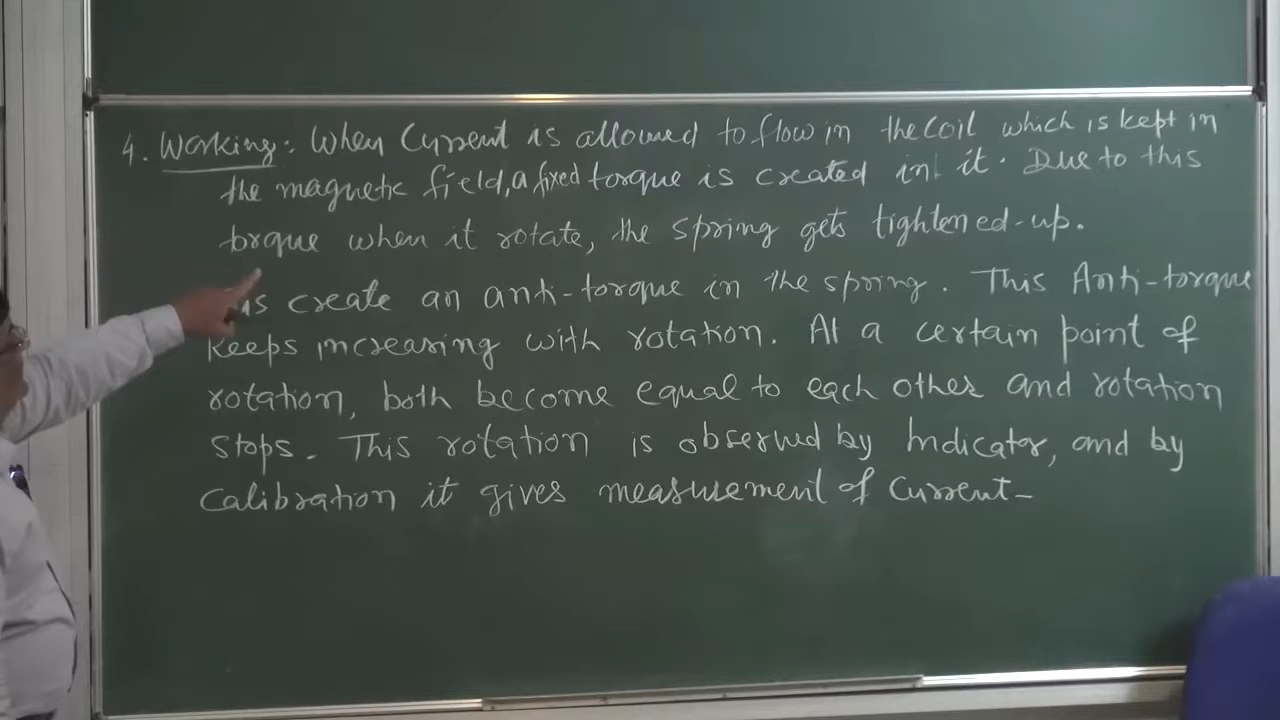 4. Working: When Current is allowed to flow in the coil which is kept in
the magnetic field, a fixed torque is created in it. Due to this
torque when it rotate, the spring gets tightened-up.
create an anti-torque in the spring. This Anti-torque
Keeps increasing with rotation. At a certain point of
rotation, both become equal to each other and rotation
stops. This rotation is observed by Indicator, and by
Calibration it gives measurement of Current-